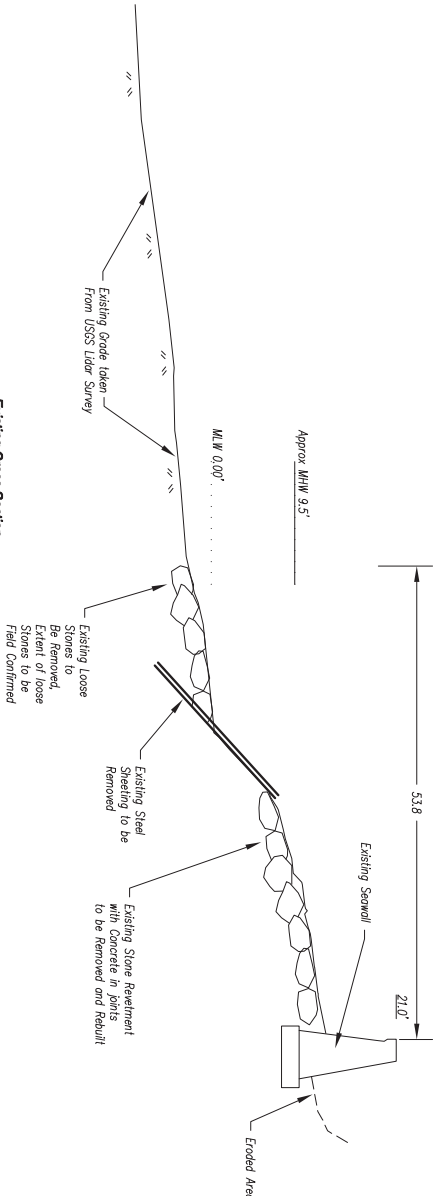 53.8
21.0'
Existing Seawall
Approx MHW 9.5'
MLW 0.00'
Eroded Area
Existing Grade taken
From USGS Lidar Survey
Existing Loose
Stones to
Be Removed,
Extent of loose
Stones to be
Field Confirmed
Existing Steel
Sheeting to be
Removed
Existing Stone Revetment
with Concrete in joints
to be Removed and Rebuilt